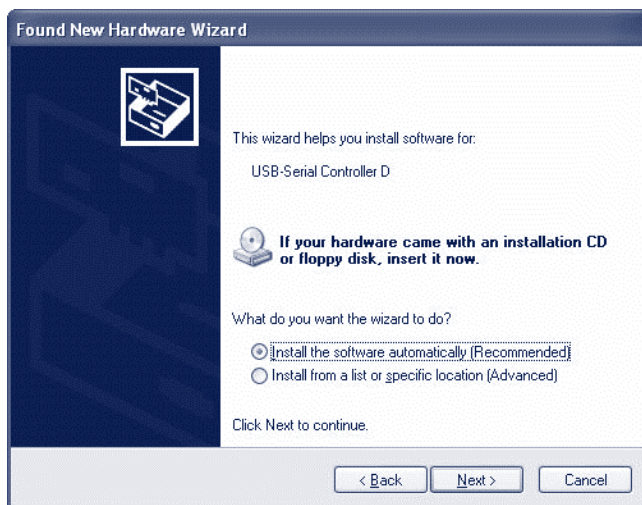 Found New Hardware Wizard
This wizard helps you install software for:
USB-Serial Controller D
If your hardware came with an installation CD
or floppy disk, insert it now.
What do you want the wizard to do?
Install the software automatically (Recommended)
Install from a list or specific location (Advanced)
Click Next to continue.
< Back Next > Cancel